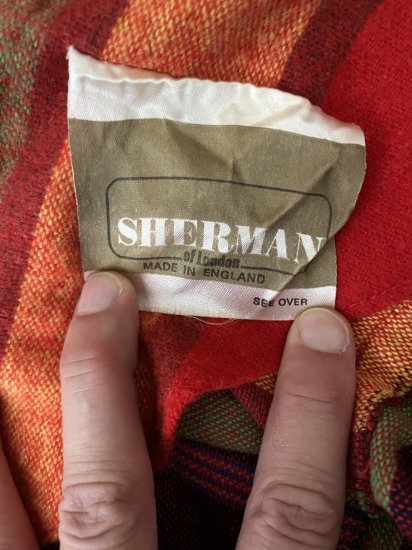 SHERMAN
of London
MADE IN ENGLAND
SEE OVER